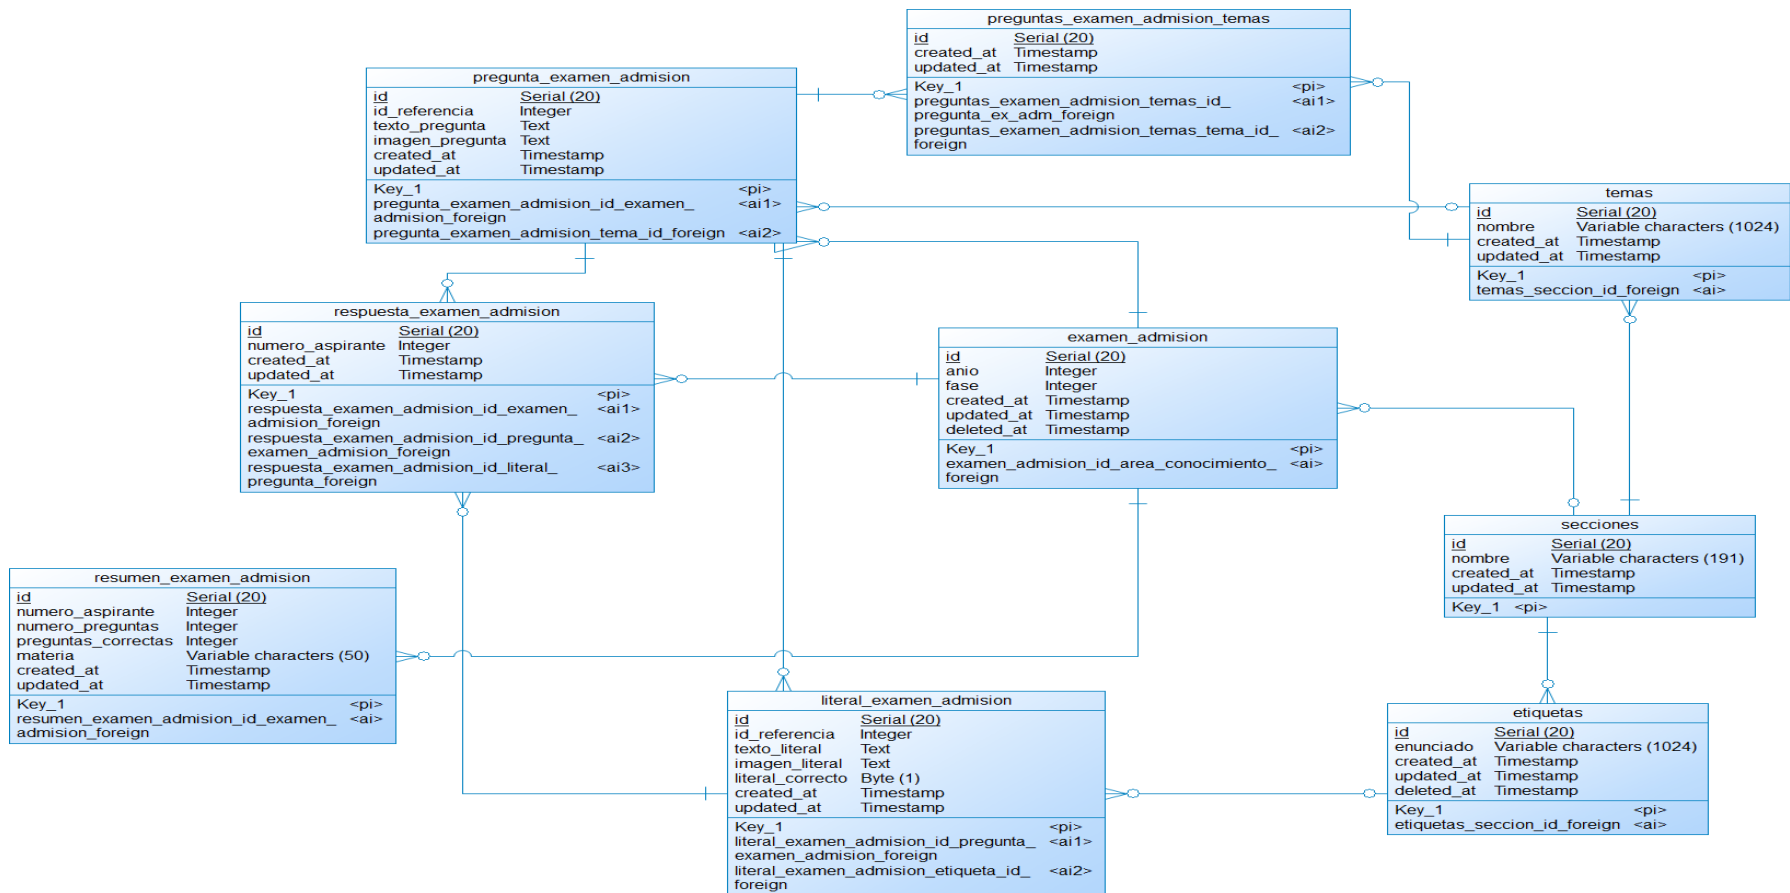 preguntas_examen_admision_temas
id Serial (20)
created_at Timestamp
updated_at Timestamp
Key_1 <pi>
preguntas_examen_admision_temas_id_ <ai1>
pregunta_ex_adm_foreign
preguntas_examen_admision_temas_tema_id_ <ai2>
foreign
pregunta_examen_admision
id Serial (20)
id_referencia Integer
texto_pregunta Text
imagen_pregunta Text
created_at Timestamp
updated_at Timestamp
Key_1 <pi>
pregunta_examen_admision_id_examen_ <ai1>
admision_foreign
pregunta_examen_admision_tema_id_foreign <ai2>
temas
id Serial (20)
nombre Variable characters (1024)
created_at Timestamp
updated_at Timestamp
Key_1 <pi>
temas_seccion_id_foreign <ai>
respuesta_examen_admision
id Serial (20)
numero_aspirante Integer
created_at Timestamp
updated_at Timestamp
Key_1 <pi>
respuesta_examen_admision_id_examen_ <ai1>
admision_foreign
respuesta_examen_admision_id_pregunta_ <ai2>
examen_admision_foreign
respuesta_examen_admision_id_literal_ <ai3>
pregunta_foreign
examen_admision
id Serial (20)
anio Integer
fase Integer
created_at Timestamp
updated_at Timestamp
deleted_at Timestamp
Key_1 <pi>
examen_admision_id_area_conocimiento_ <ai>
foreign
secciones
id Serial (20)
nombre Variable characters (191)
created_at Timestamp
updated_at Timestamp
Key_1 <pi>
resumen_examen_admision
id Serial (20)
numero_aspirante Integer
numero_preguntas Integer
preguntas_correctas Integer
materia Variable characters (50)
created_at Timestamp
updated_at Timestamp
Key_1 <pi>
resumen_examen_admision_id_examen_ <ai>
admision_foreign
literal_examen_admision
id Serial (20)
id_referencia Integer
texto_literal Text
imagen_literal Text
literal_correcto Byte (1)
created_at Timestamp
updated_at Timestamp
Key_1 <pi>
literal_examen_admision_id_pregunta_ <ai1>
examen_admision_foreign
literal_examen_admision_etiqueta_id_ <ai2>
foreign
etiquetas
id Serial (20)
enunciado Variable characters (1024)
created_at Timestamp
updated_at Timestamp
deleted_at Timestamp
Key_1 <pi>
etiquetas_seccion_id_foreign <ai>